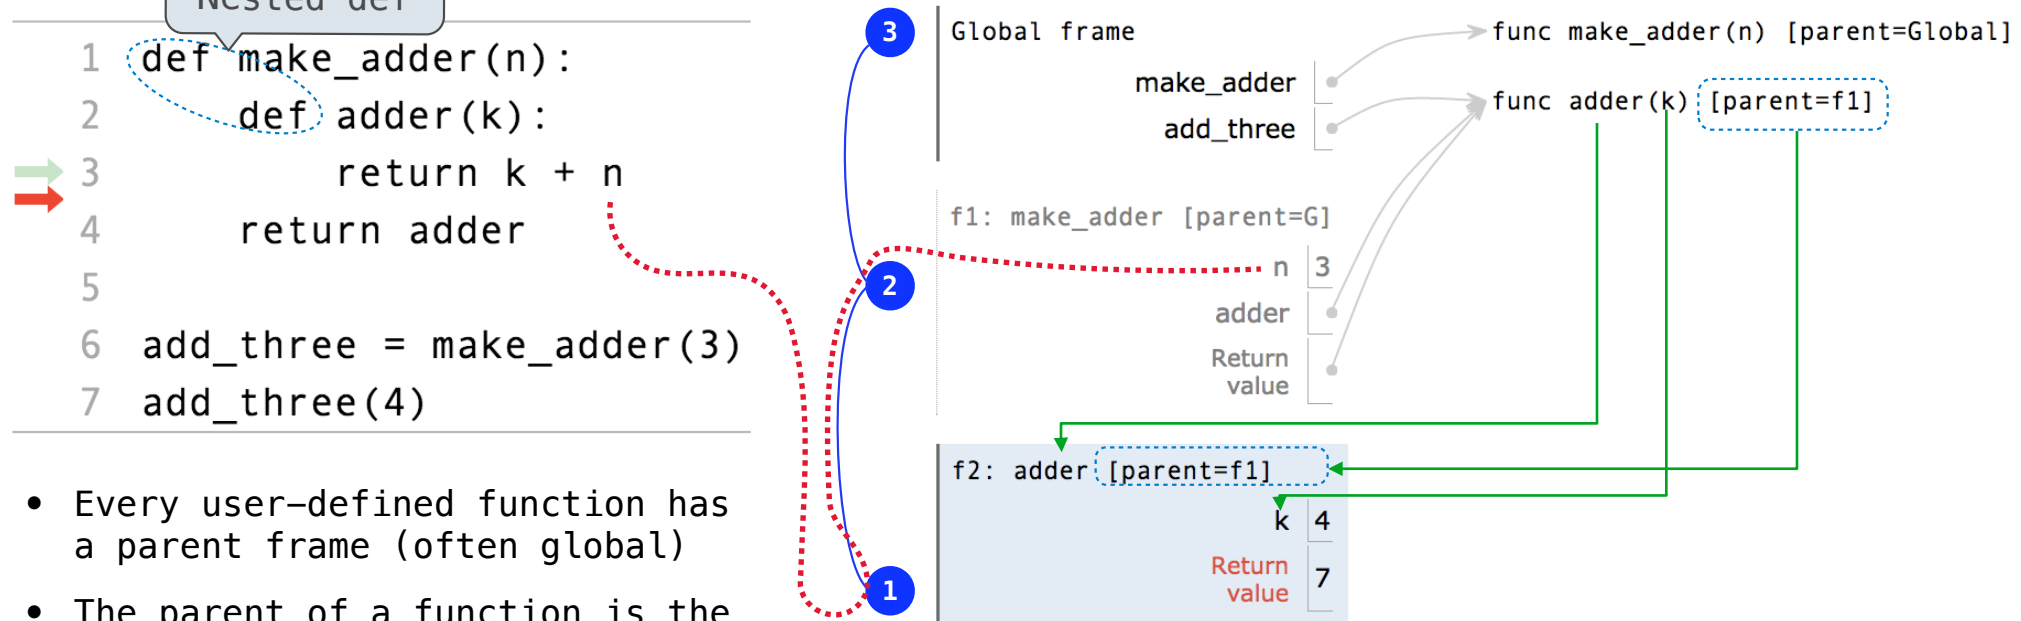 Nested def
1 def make_adder(n):
2 def adder(k):
3 return k + n
4 return adder
5
6 add_three = make_adder(3)
7 add_three(4)
• Every user-defined function has
a parent frame (often global)
• The parent of a function is the
3
2
1
Global frame
make_adder
add_three
func make_adder(n) [parent=Global]
func adder(k) [parent=f1]
f1: make_adder [parent=G]
n 3
adder
Return
value
f2: adder [parent=f1]
k 4
Return
value 7